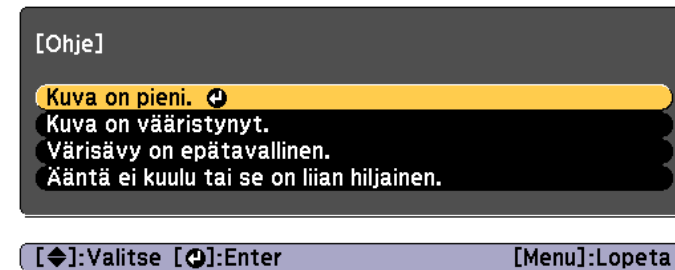 [Ohje]
Kuva on pieni.
Kuva on vääristynyt.
Värisävy on epätavallinen.
Ääntä ei kuulu tai se on liian hiljainen.
[◆]:Valitse [⏎]:Enter [Menu]:Lopeta